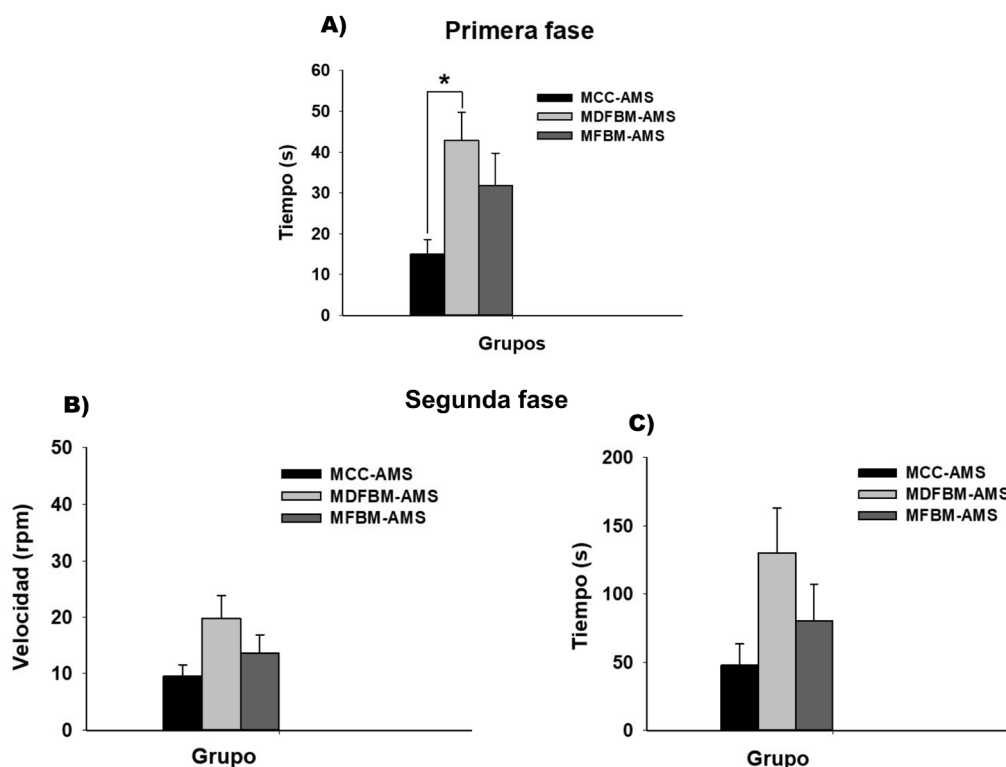 A)
Primera fase
60
50
40
30
20
10
0
Tiempo (s)
*
MCC-AMS
MDFBM-AMS
MFBM-AMS
Grupos
Segunda fase
B)
50
40
30
20
10
0
Velocidad (rpm)
MCC-AMS
MDFBM-AMS
MFBM-AMS
Grupo
C)
200
150
100
50
0
Tiempo (s)
MCC-AMS
MDFBM-AMS
MFBM-AMS
Grupo